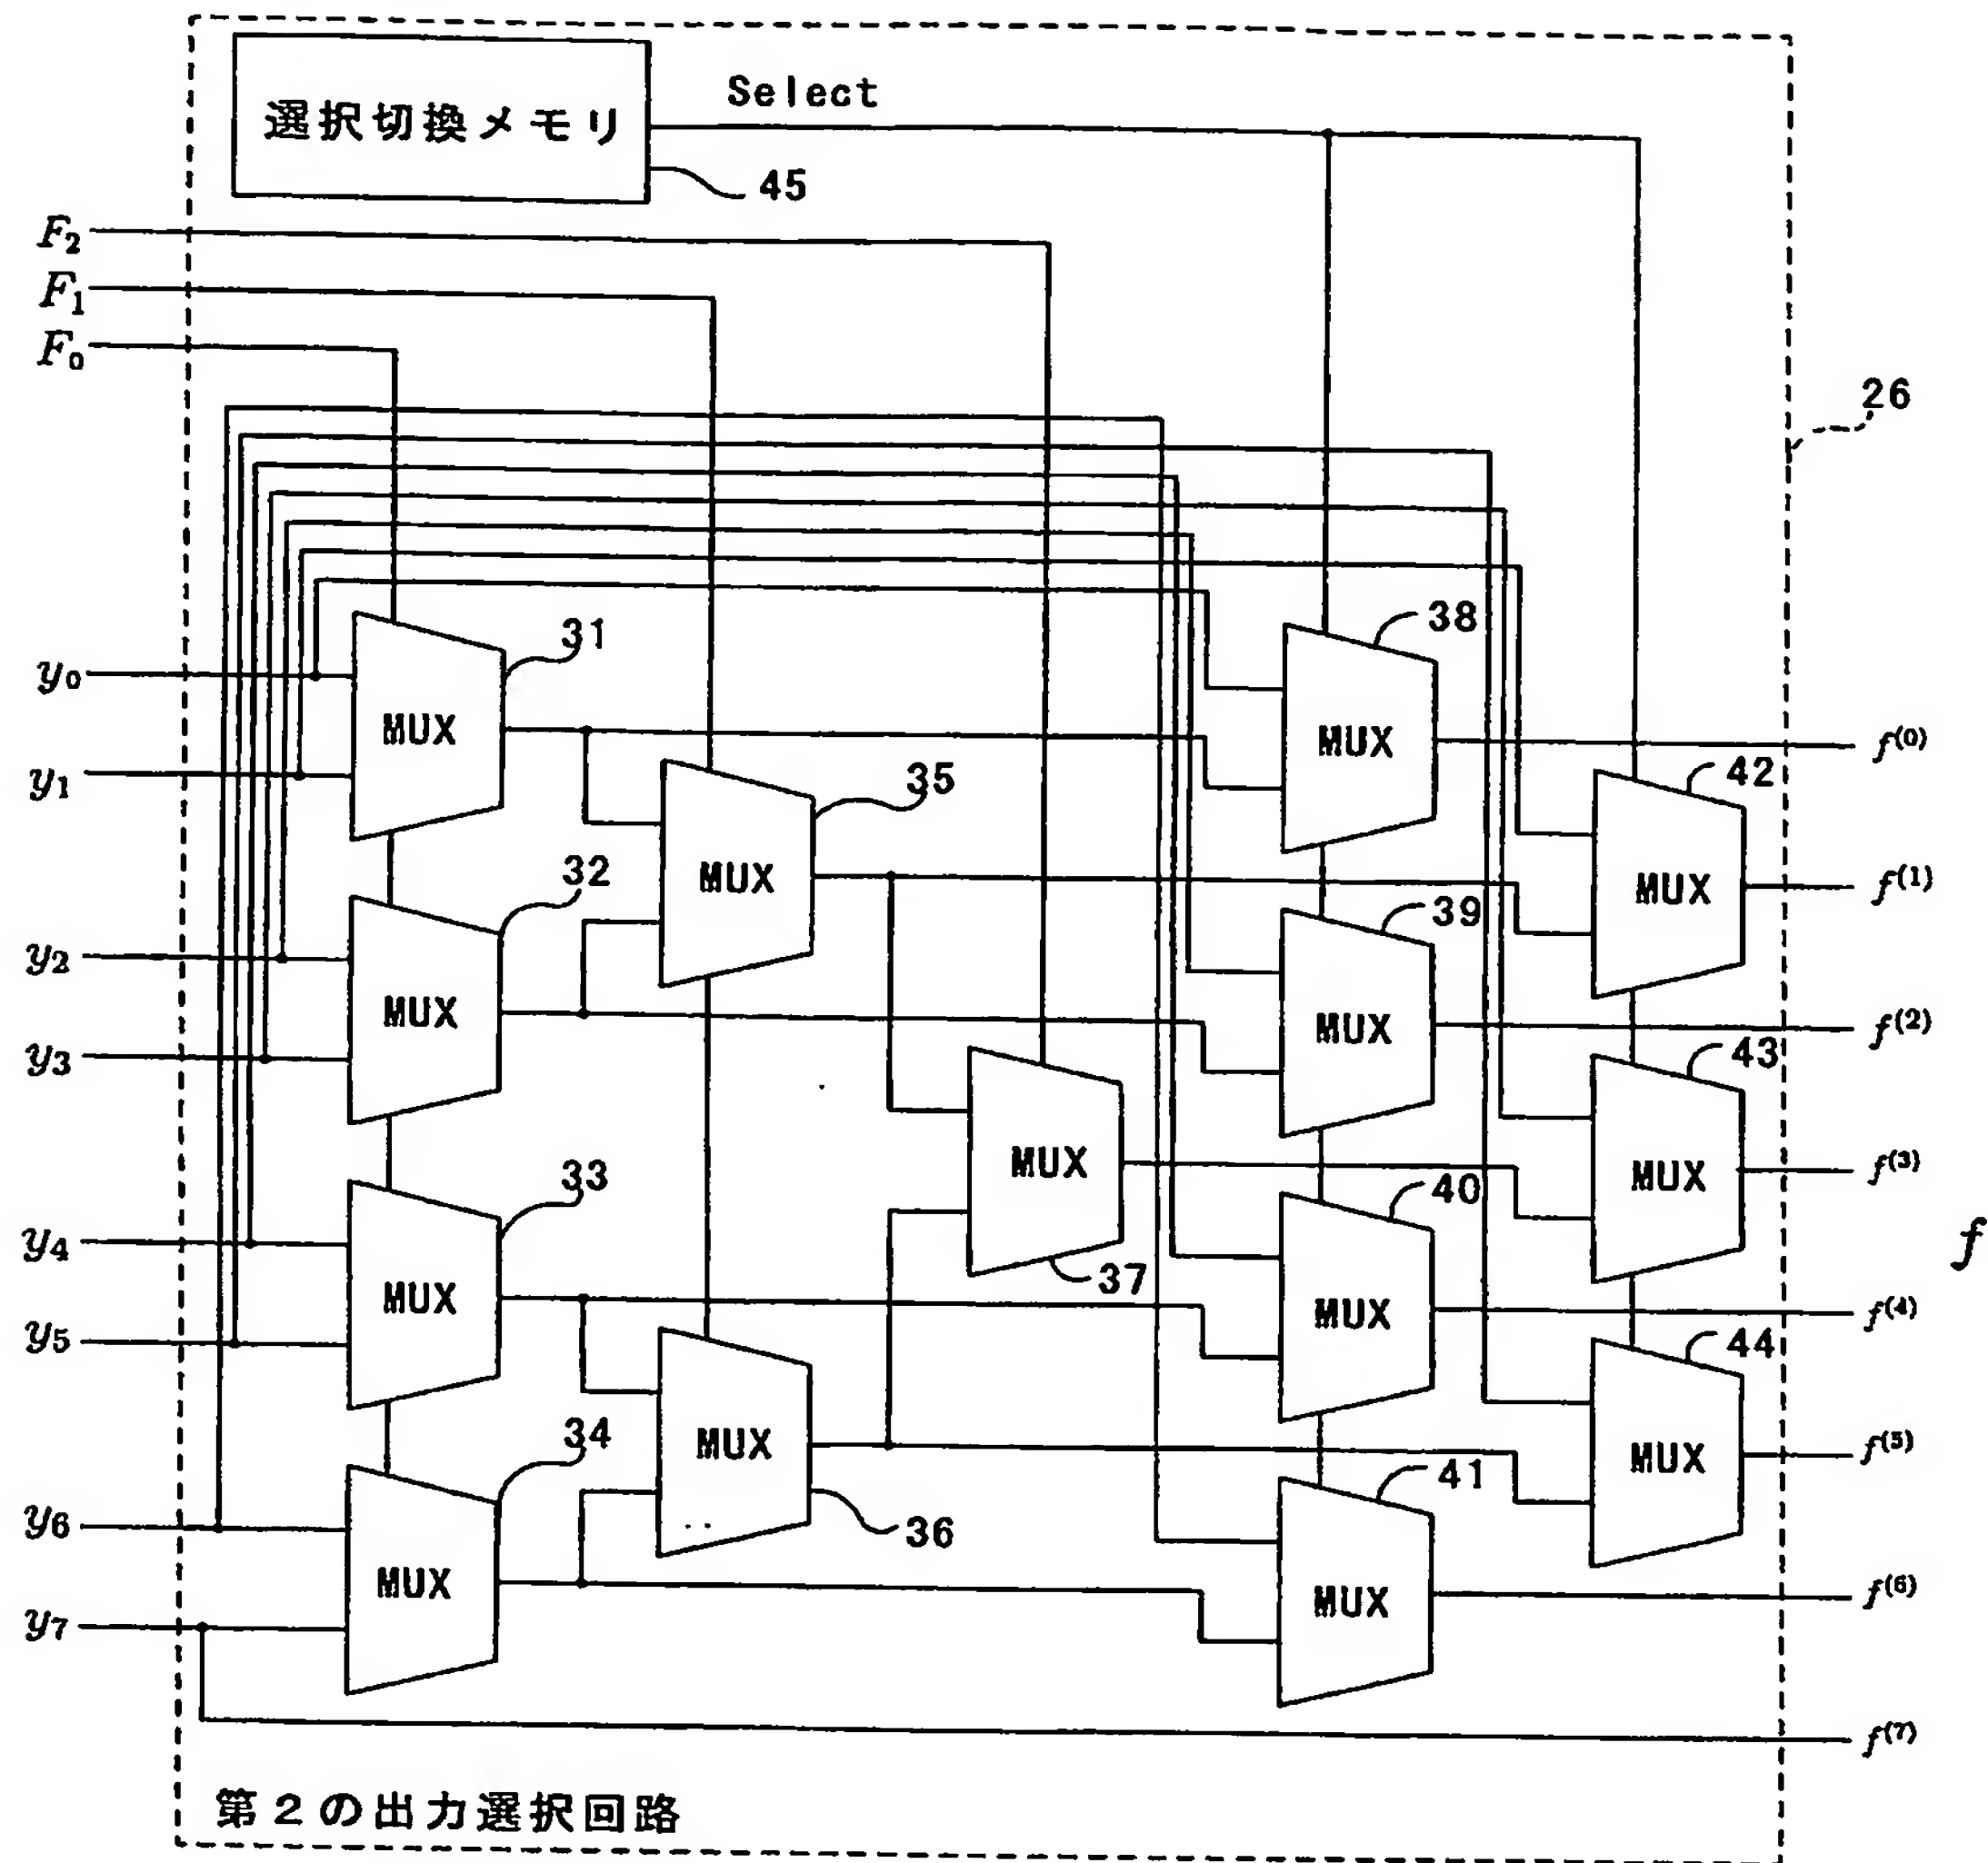 選択切換メモリ
Select
45
F₂
F₁
F₀
26
31
38
y₀
MUX
MUX
f⁽⁰⁾
y₁
35
42
MUX
32
MUX
f⁽¹⁾
39
y₂
MUX
MUX
f⁽²⁾
y₃
43
MUX
MUX
f⁽³⁾
33
40
y₄
f
37
MUX
MUX
f⁽⁴⁾
y₅
44
34
MUX
MUX
f⁽⁵⁾
41
y₆
36
MUX
MUX
f⁽⁶⁾
y₇
f⁽⁷⁾
第2の出力選択回路